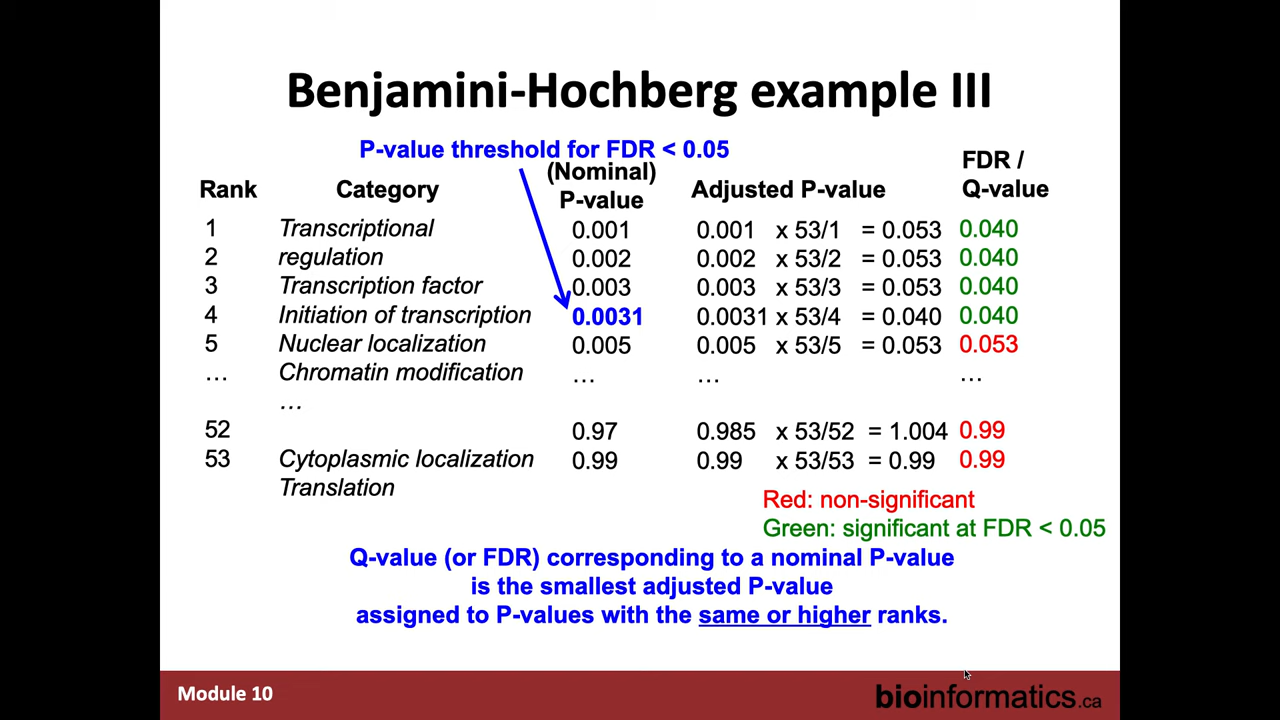 Benjamini-Hochberg example III
P-value threshold for FDR < 0.05
Rank Category (Nominal) P-value Adjusted P-value FDR / Q-value
1 Transcriptional 0.001 0.001 x 53/1 = 0.053 0.040
2 regulation 0.002 0.002 x 53/2 = 0.053 0.040
3 Transcription factor 0.003 0.003 x 53/3 = 0.053 0.040
4 Initiation of transcription 0.0031 0.0031 x 53/4 = 0.040 0.040
5 Nuclear localization 0.005 0.005 x 53/5 = 0.053 0.053
… Chromatin modification … … …
…
52 0.97 0.985 x 53/52 = 1.004 0.99
53 Cytoplasmic localization 0.99 0.99 x 53/53 = 0.99 0.99
Translation
Red: non-significant
Green: significant at FDR < 0.05
Q-value (or FDR) corresponding to a nominal P-value
is the smallest adjusted P-value
assigned to P-values with the same or higher ranks.
Module 10
bioinformatics.ca